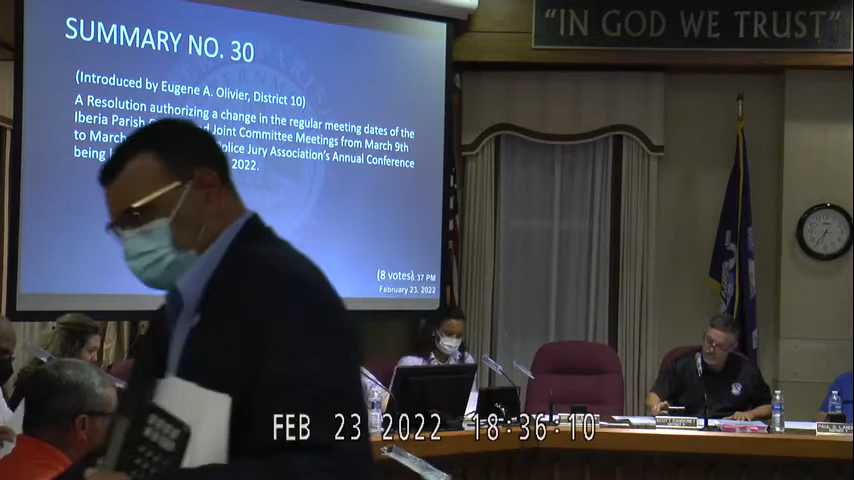 "IN GOD WE TRUST"
SUMMARY NO. 30
(Introduced by Eugene A. Olivier, District 10)
A Resolution authorizing a change in the regular meeting dates of the
Iberia Parish Joint Committee Meetings from March 9th
to March Police Jury Association's Annual Conference
being 2022.
(8 votes) 37 PM
February 23, 2022
FEB 23 2022 18:36:10